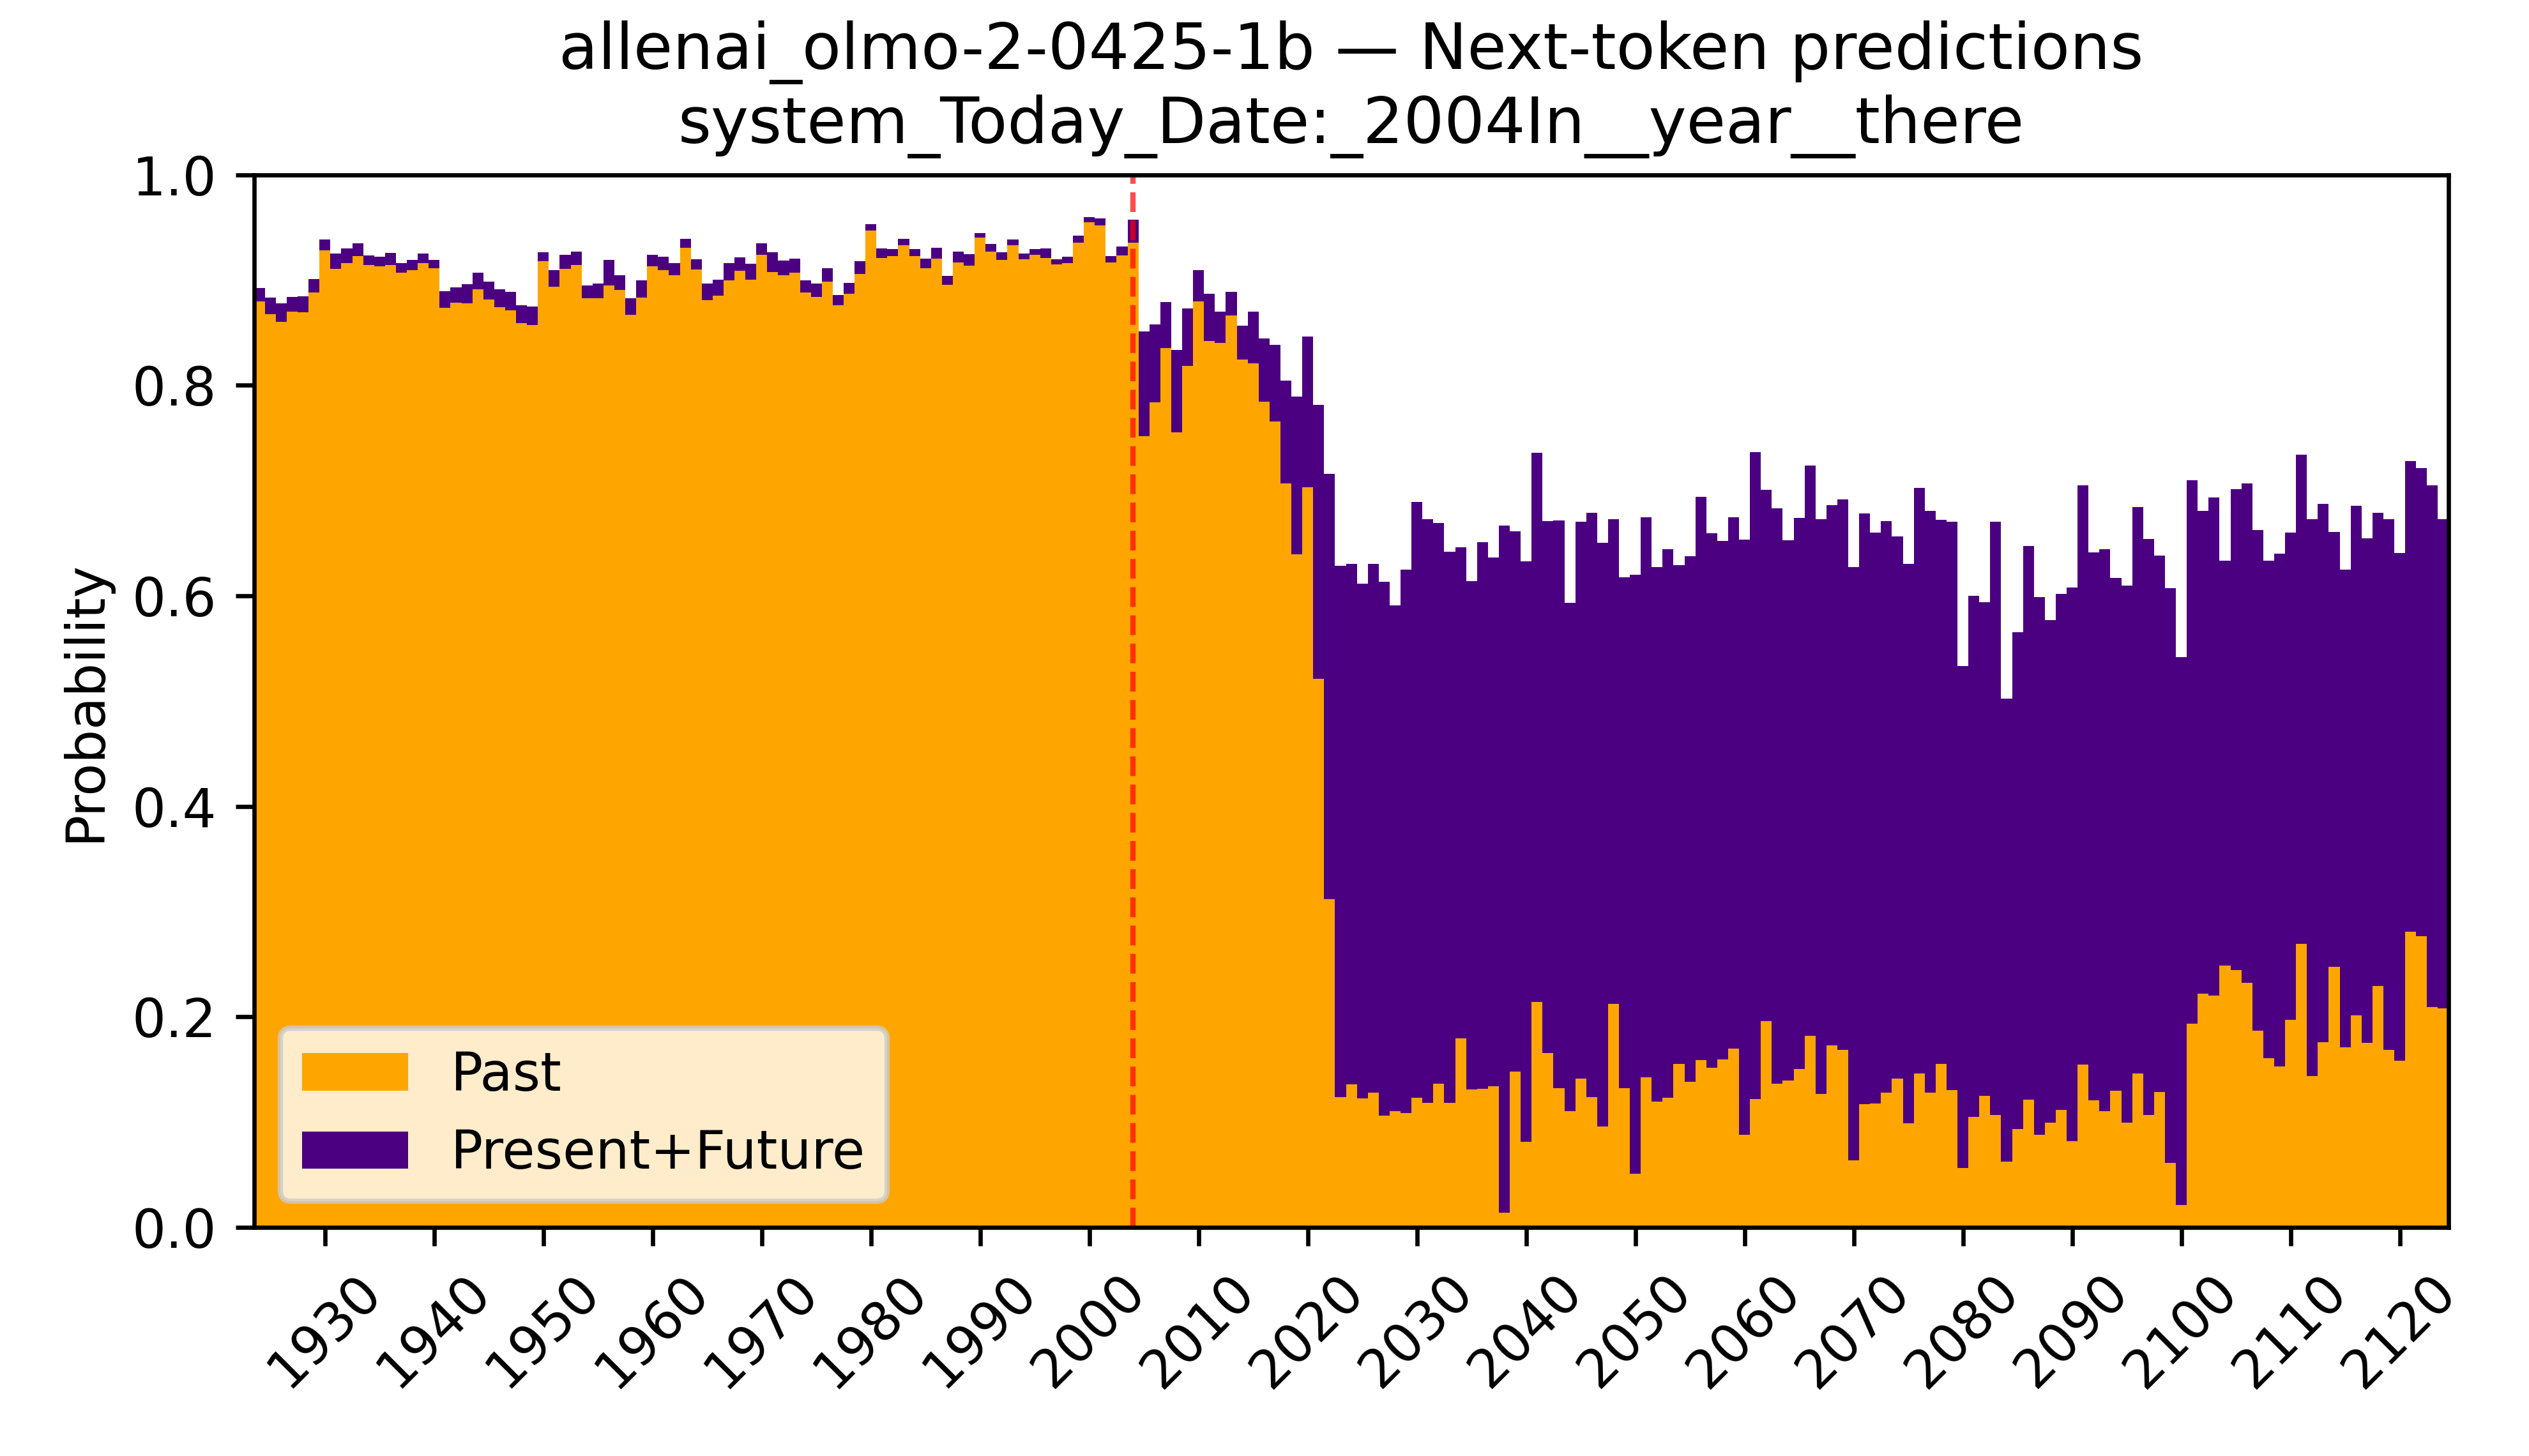 allenai_olmo-2-0425-1b — Next-token predictions
system_Today_Date:_2004In__year__there
Probability
1.0
0.8
0.6
0.4
0.2
0.0
Past
Present+Future
1930 1940 1950 1960 1970 1980 1990 2000 2010 2020 2030 2040 2050 2060 2070 2080 2090 2100 2110 2120